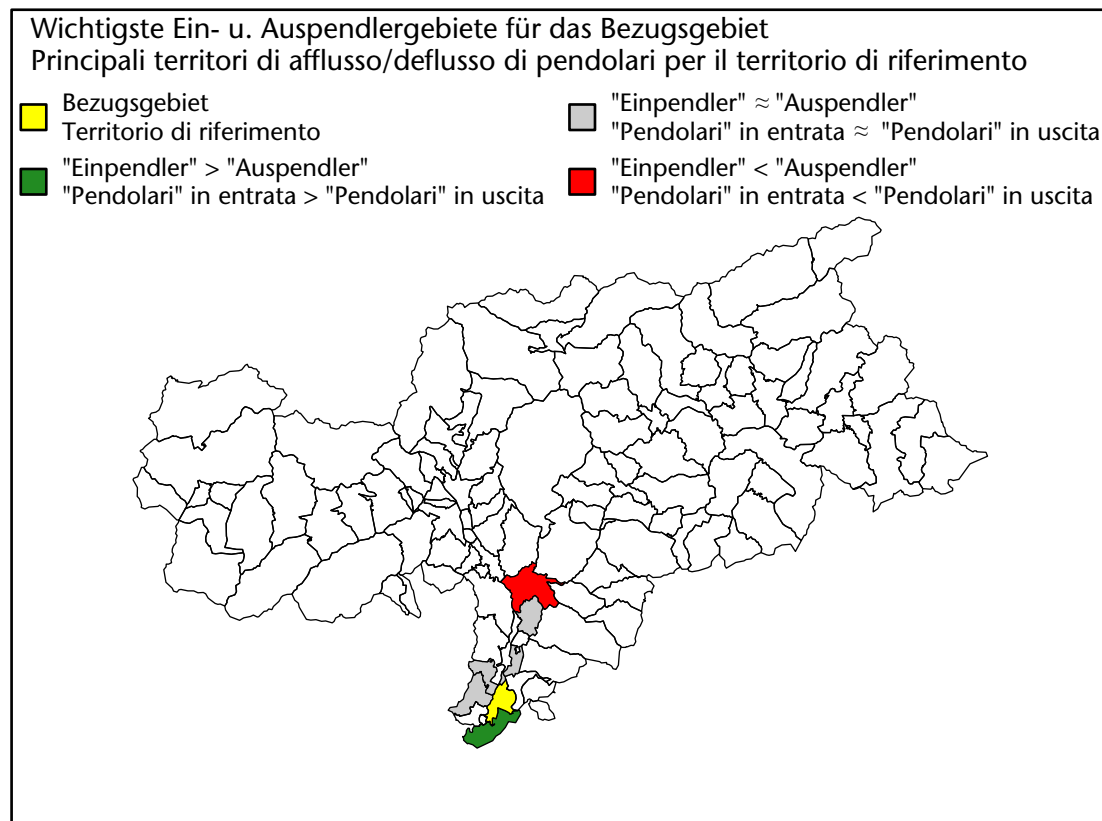 Wichtigste Ein- u. Auspendlergebiete für das Bezugsgebiet
Principali territori di afflusso/deflusso di pendolari per il territorio di riferimento
Bezugsgebiet
Territorio di riferimento
"Einpendler" > "Auspendler"
"Pendolari" in entrata > "Pendolari" in uscita
"Einpendler" ≈ "Auspendler"
"Pendolari" in entrata ≈ "Pendolari" in uscita
"Einpendler" < "Auspendler"
"Pendolari" in entrata < "Pendolari" in uscita